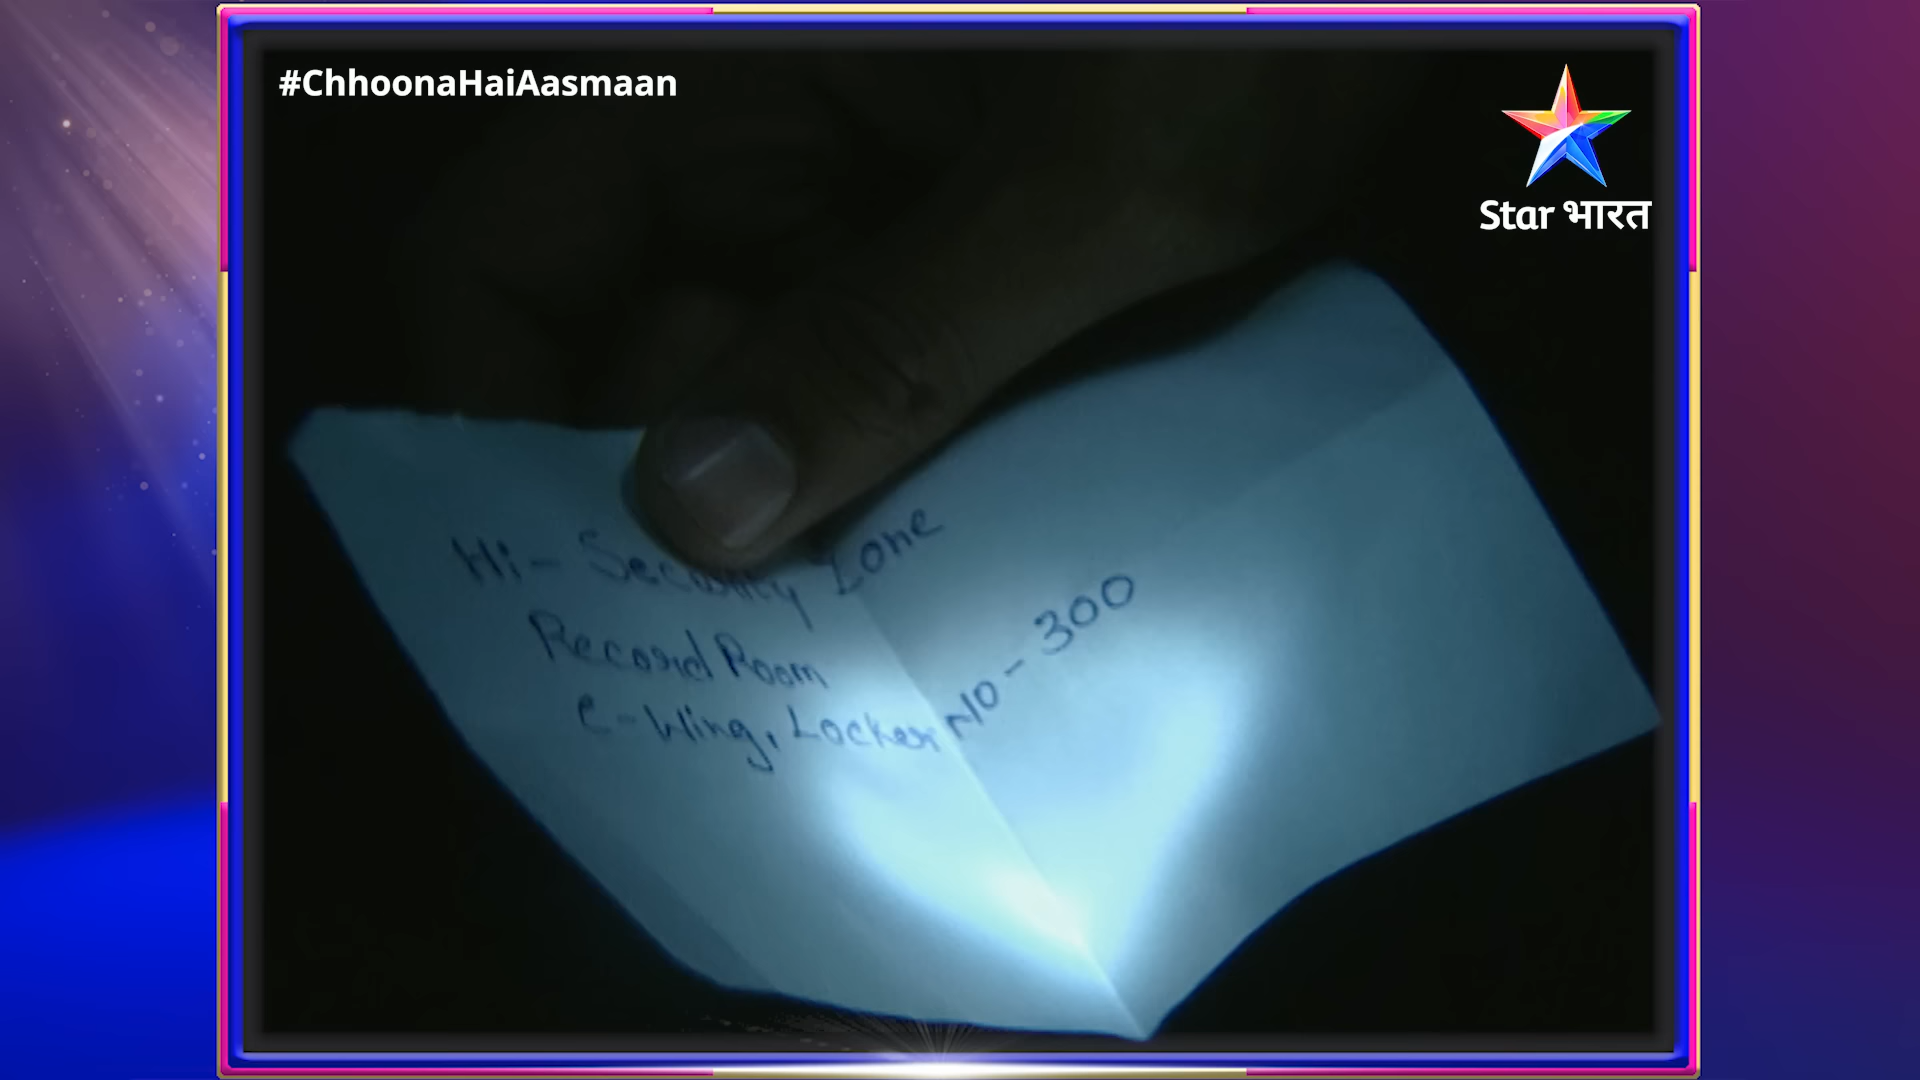 #ChhoonaHaiAasmaan
Star भारत
Hi- Security Zone
Record Room
C-Wing, Locker no - 300